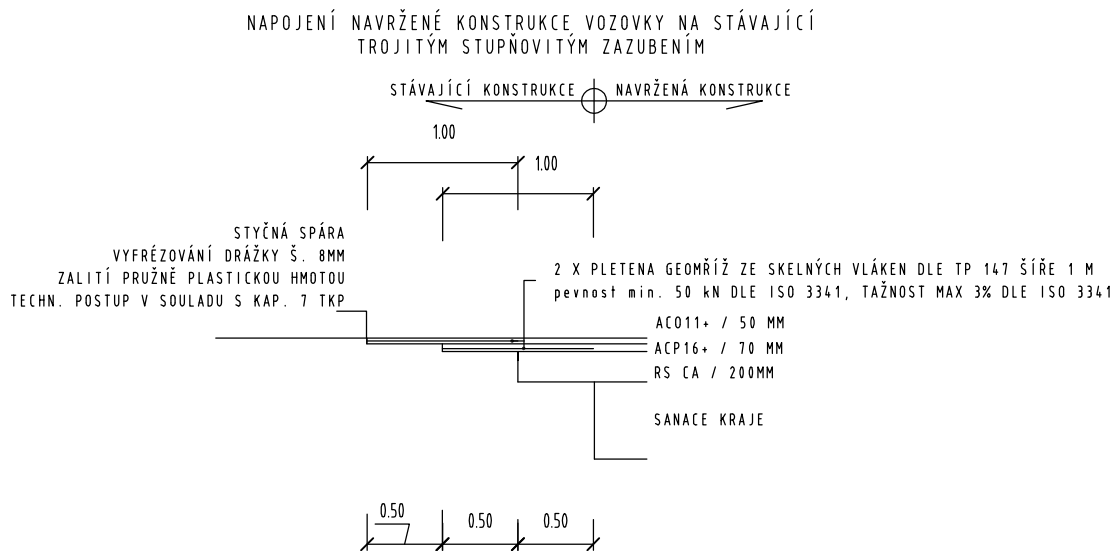 NAPOJENÍ NAVRŽENÉ KONSTRUKCE VOZOVKY NA STÁVAJÍCÍ
TROJITÝM STUPŇOVITÝM ZAZUBENÍM
STÁVAJÍCÍ KONSTRUKCE
NAVRŽENÁ KONSTRUKCE
1.00
1.00
STYČNÁ SPÁRA
VYFRÉZOVÁNÍ DRÁŽKY Š. 8MM
ZALITÍ PRUŽNĚ PLASTICKOU HMOTOU
TECHN. POSTUP V SOULADU S KAP. 7 TKP
2 X PLETENA GEOMŘÍŽ ZE SKELNÝCH VLÁKEN DLE TP 147 ŠÍŘE 1 M
pevnost min. 50 kN DLE ISO 3341, TAŽNOST MAX 3% DLE ISO 3341
ACO11+ / 50 MM
ACP16+ / 70 MM
RS CA / 200MM
SANACE KRAJE
0.50
0.50
0.50